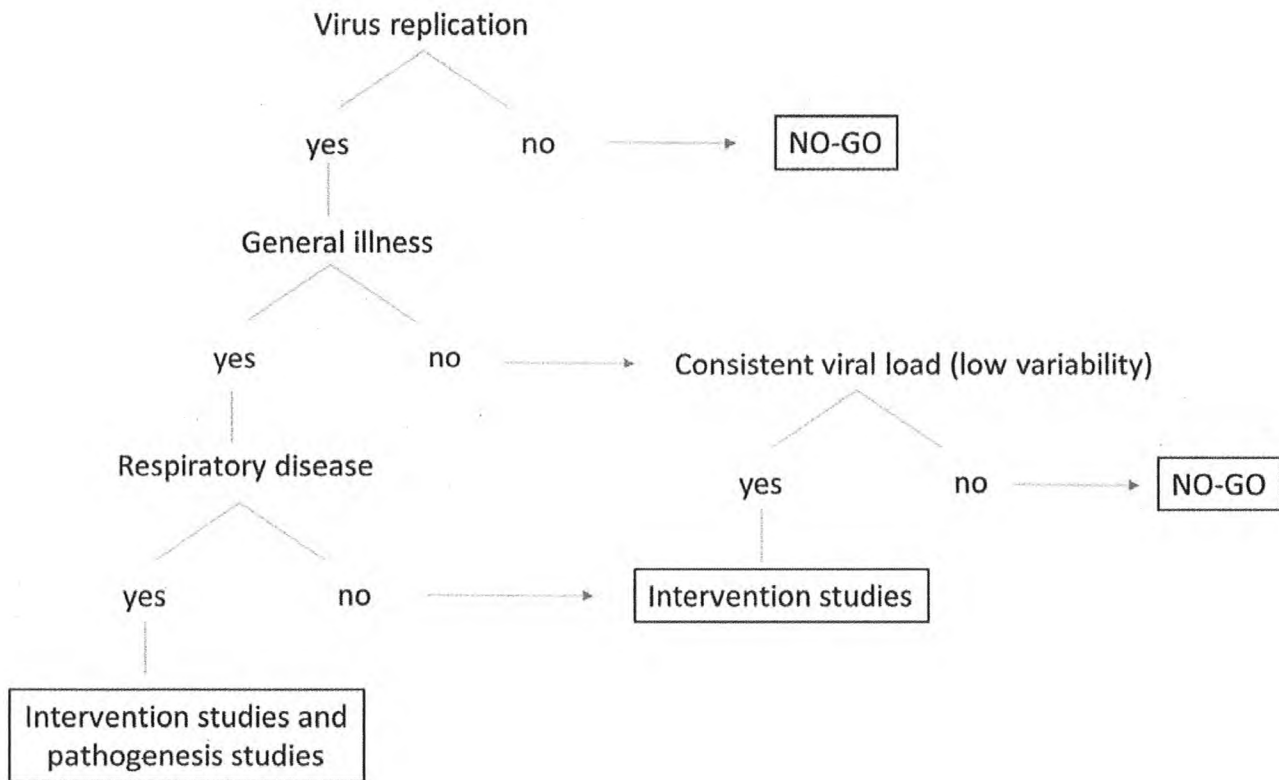 Virus replication
yes
no
NO-GO
General illness
yes
no
Consistent viral load (low variability)
Respiratory disease
yes
no
NO-GO
yes
no
Intervention studies
Intervention studies and
pathogenesis studies